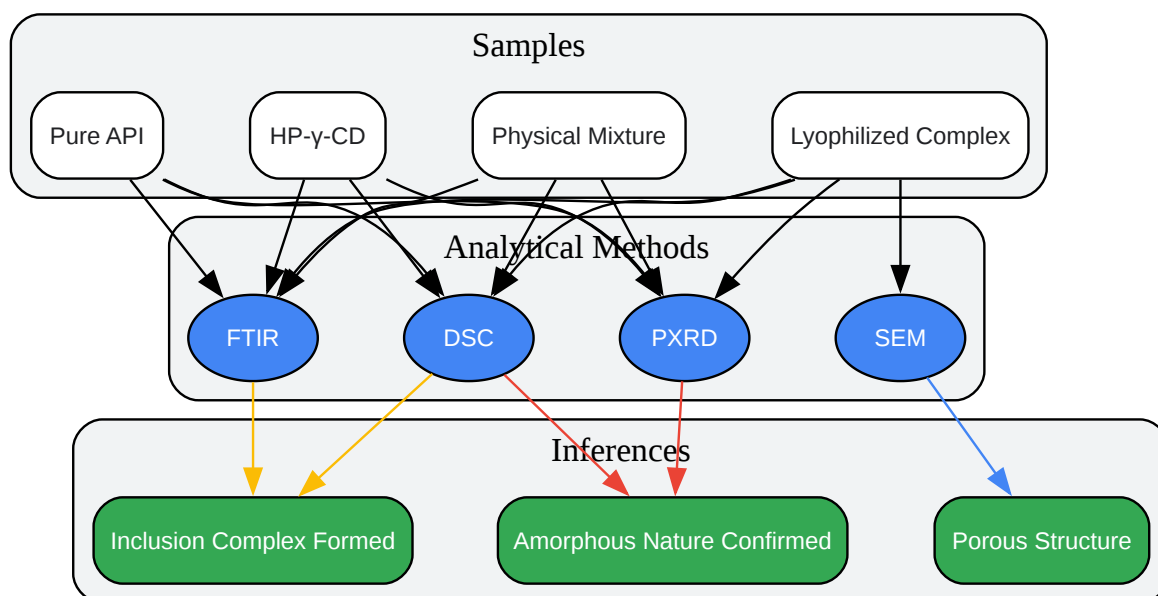 Samples
Pure API
HP-γ-CD
Physical Mixture
Lyophilized Complex
Analytical Methods
FTIR
DSC
PXRD
SEM
Inferences
Inclusion Complex Formed
Amorphous Nature Confirmed
Porous Structure